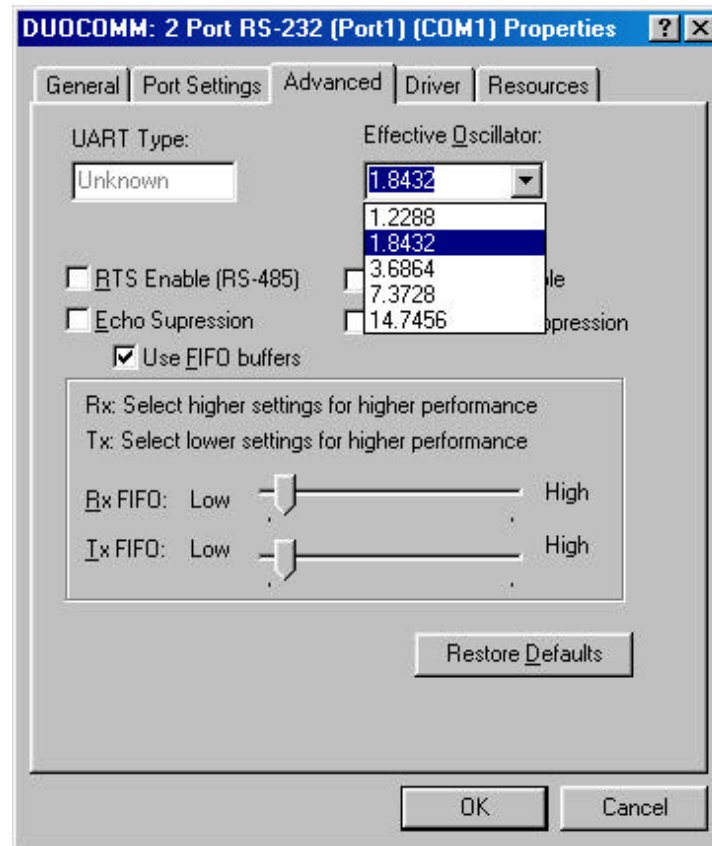 DUOCOMM: 2 Port RS-232 (Port1) (COM1) Properties
General Port Settings Advanced Driver Resources
UART Type:
Effective Oscillator:
Unknown
1.8432
1.2288
1.8432
3.6864
7.3728
14.7456
RTS Enable (RS-485)
Echo Supression
Use FIFO buffers
Rx: Select higher settings for higher performance
Tx: Select lower settings for higher performance
Rx FIFO: Low High
Tx FIFO: Low High
Restore Defaults
OK Cancel